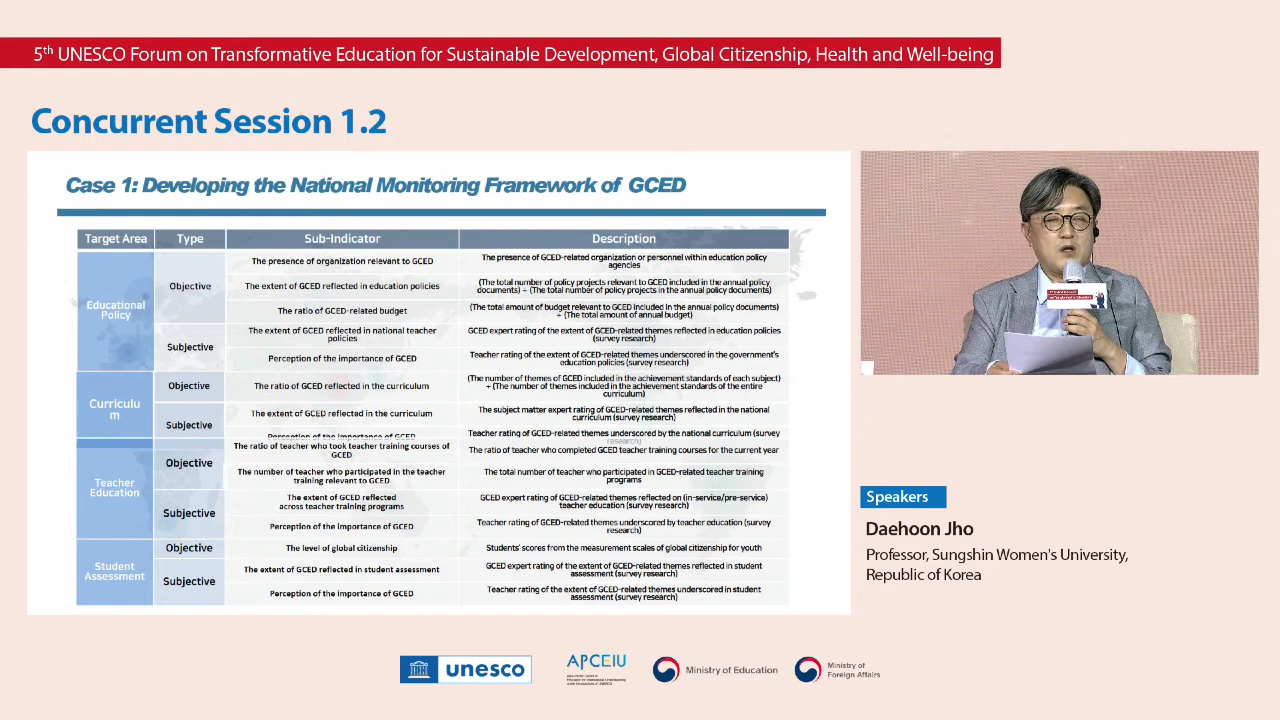 5th UNESCO Forum on Transformative Education for Sustainable Development, Global Citizenship, Health and Well-being
Concurrent Session 1.2
Case 1: Developing the National Monitoring Framework of GCED
Target Area Type Sub-Indicator Description
Educational
Policy
Objective
The presence of organization relevant to GCED
The presence of GCED-related organization or personnel within education policy
agencies
The extent of GCED reflected in education policies
(The total number of policy projects relevant to GCED included in the annual policy
documents) ÷ (The total number of policy projects in the annual policy documents)
The ratio of GCED-related budget
(The total amount of budget relevant to GCED included in the annual policy documents)
÷ (The total amount of annual budget)
Subjective
The extent of GCED reflected in national teacher
policies
GCED expert rating of the extent of GCED-related themes reflected in education policies
(survey research)
Perception of the importance of GCED
Teacher rating of the extent of GCED-related themes underscored in the government's
education policies (survey research)
Curriculu
m
Objective
The ratio of GCED reflected in the curriculum
(The number of themes of GCED included in the achievement standards of each subject)
÷ (The number of themes included in the achievement standards of the entire
curriculum)
Subjective
The extent of GCED reflected in the curriculum
The subject matter expert rating of GCED-related themes reflected in the national
curriculum (survey research)
Perception of the importance of GCED
Teacher rating of GCED-related themes underscored by the national curriculum (survey
research)
Teacher
Education
Objective
The ratio of teacher who took teacher training courses of
GCED
The ratio of teacher who completed GCED teacher training courses for the current year
The number of teacher who participated in the teacher
training relevant to GCED
The total number of teacher who participated in GCED-related teacher training
programs
Subjective
The extent of GCED reflected
across teacher training programs
GCED expert rating of GCED-related themes reflected on (in-service/pre-service)
teacher education (survey research)
Perception of the importance of GCED
Teacher rating of GCED-related themes underscored by teacher education (survey
research)
Student
Assessment
Objective
The level of global citizenship
Students' scores from the measurement scales of global citizenship for youth
Subjective
The extent of GCED reflected in student assessment
GCED expert rating of the extent of GCED-related themes reflected in student
assessment (survey research)
Perception of the importance of GCED
Teacher rating of the extent of GCED-related themes underscored in student
assessment (survey research)
Speakers
Daehoon Jho
Professor, Sungshin Women's University,
Republic of Korea
unesco
APCEIU
Ministry of Education
Ministry of
Foreign Affairs